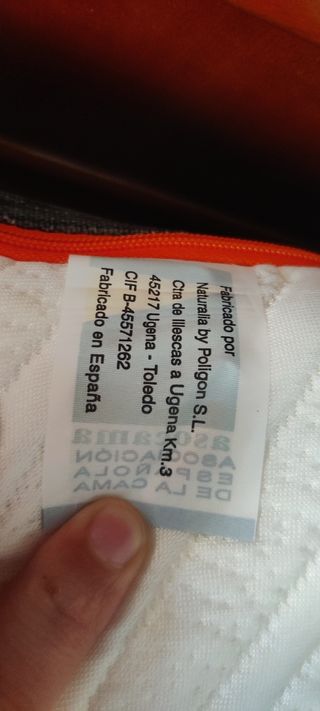 Fabricado por
Naturalia by Poligon S.L.
Ctra de Illescas a Ugena Km.3
45217 Ugena - Toledo
CIF B-45571262
Fabricado en España
asocama
ASOCIACIÓN
ESPAÑOLA
DE LA CAMA